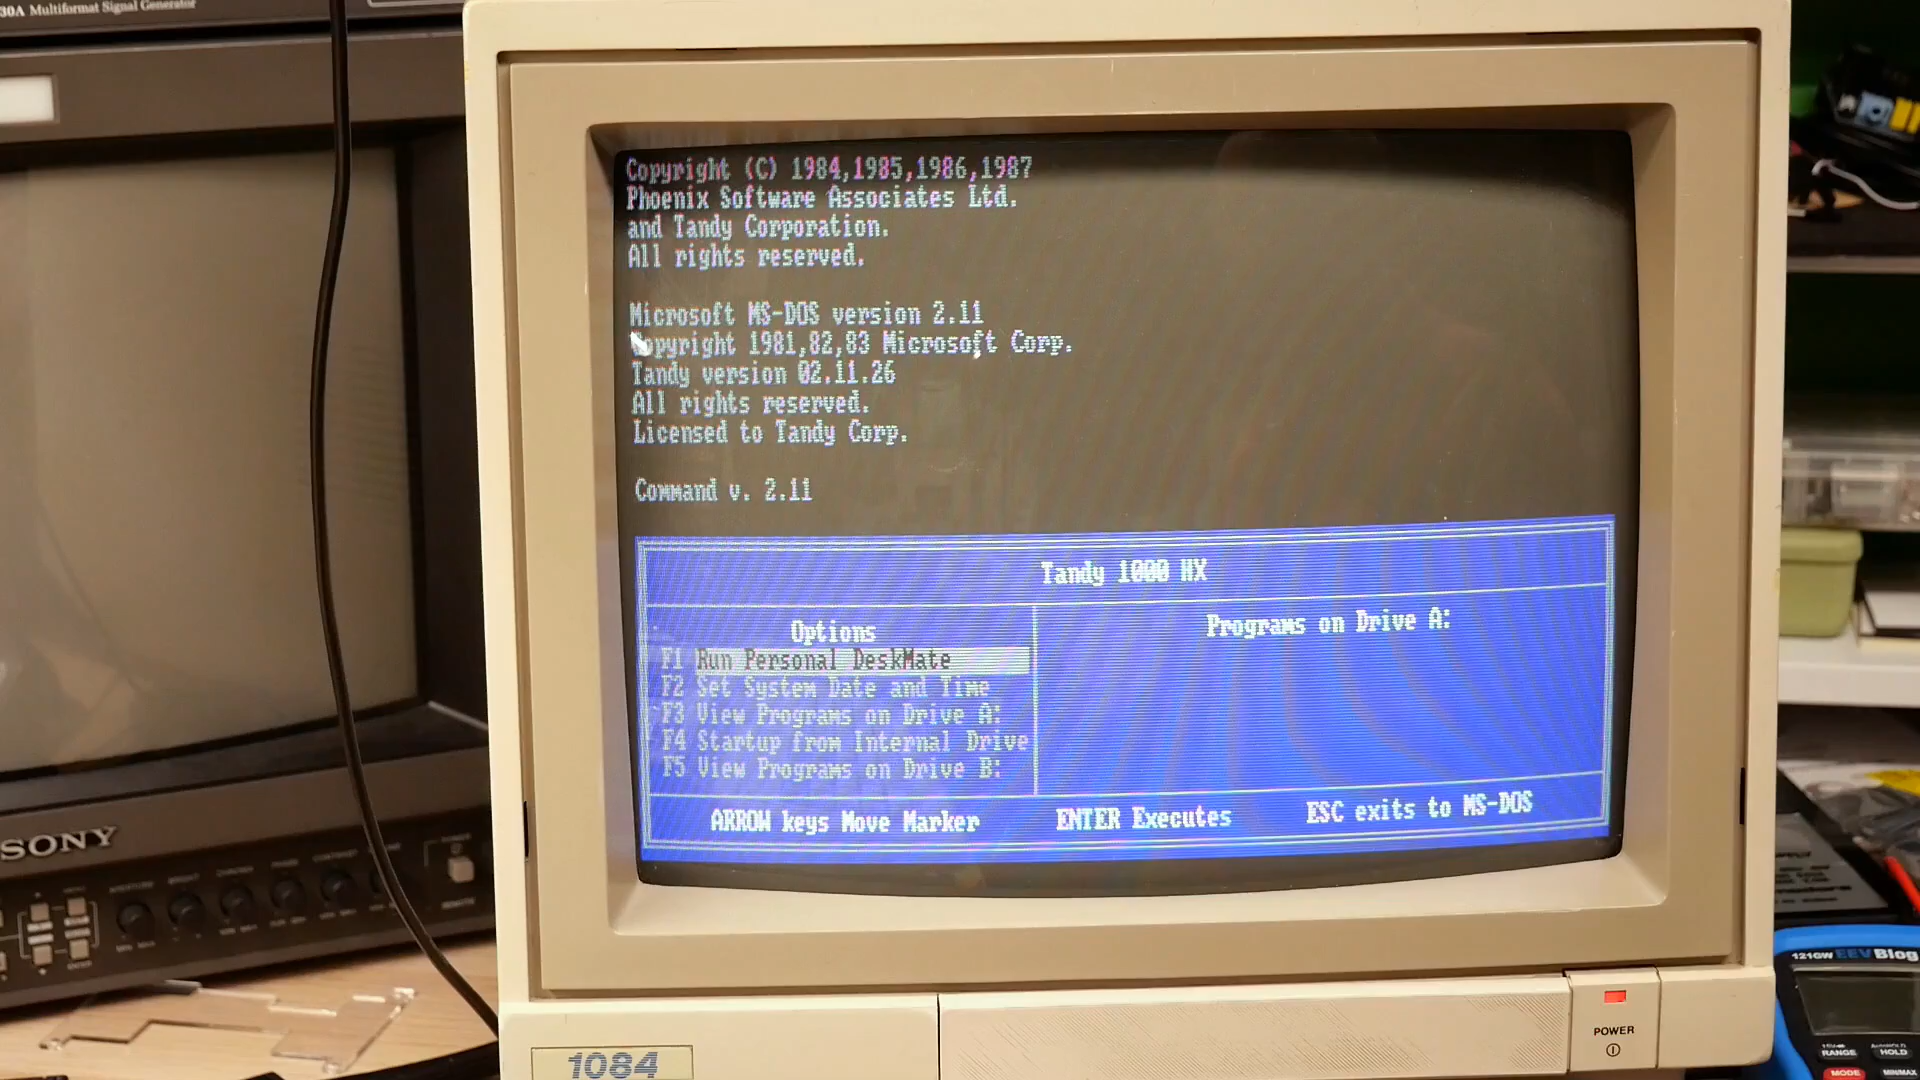 30A Multiformat Signal Generator
Copyright (C) 1984,1985,1986,1987
Phoenix Software Associates Ltd.
and Tandy Corporation.
All rights reserved.
Microsoft MS-DOS version 2.11
Copyright 1981,82,83 Microsoft Corp.
Tandy version 02.11.26
All rights reserved.
Licensed to Tandy Corp.
Command v. 2.11
Tandy 1000 HX
Options
Programs on Drive A:
F1 Run Personal DeskMate
F2 Set System Date and Time
F3 View Programs on Drive A:
F4 Startup from Internal Drive
F5 View Programs on Drive B:
ARROW keys Move Marker
ENTER Executes
ESC exits to MS-DOS
SONY
POWER
1084
121GW EEVBlog
RANGE
HOLD
MODE
MIN/MAX